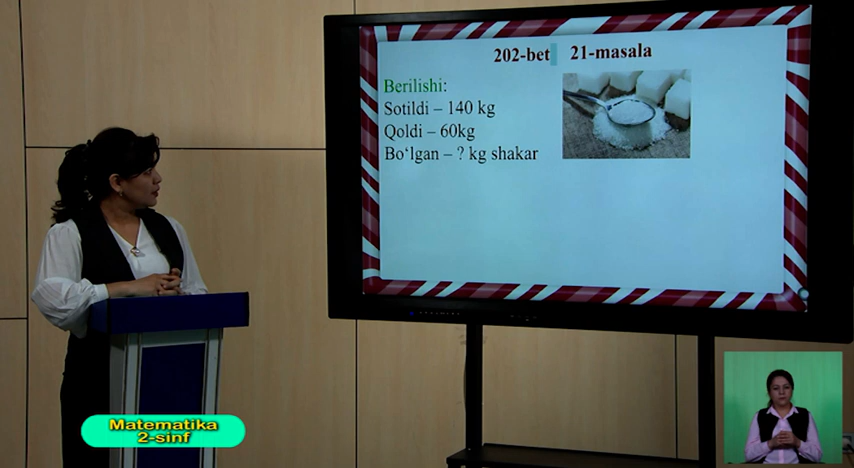 202-bet 21-masala
Berilishi:
Sotildi – 140 kg
Qoldi – 60kg
Bo‘lgan – ? kg shakar
Matematika
2-sinf